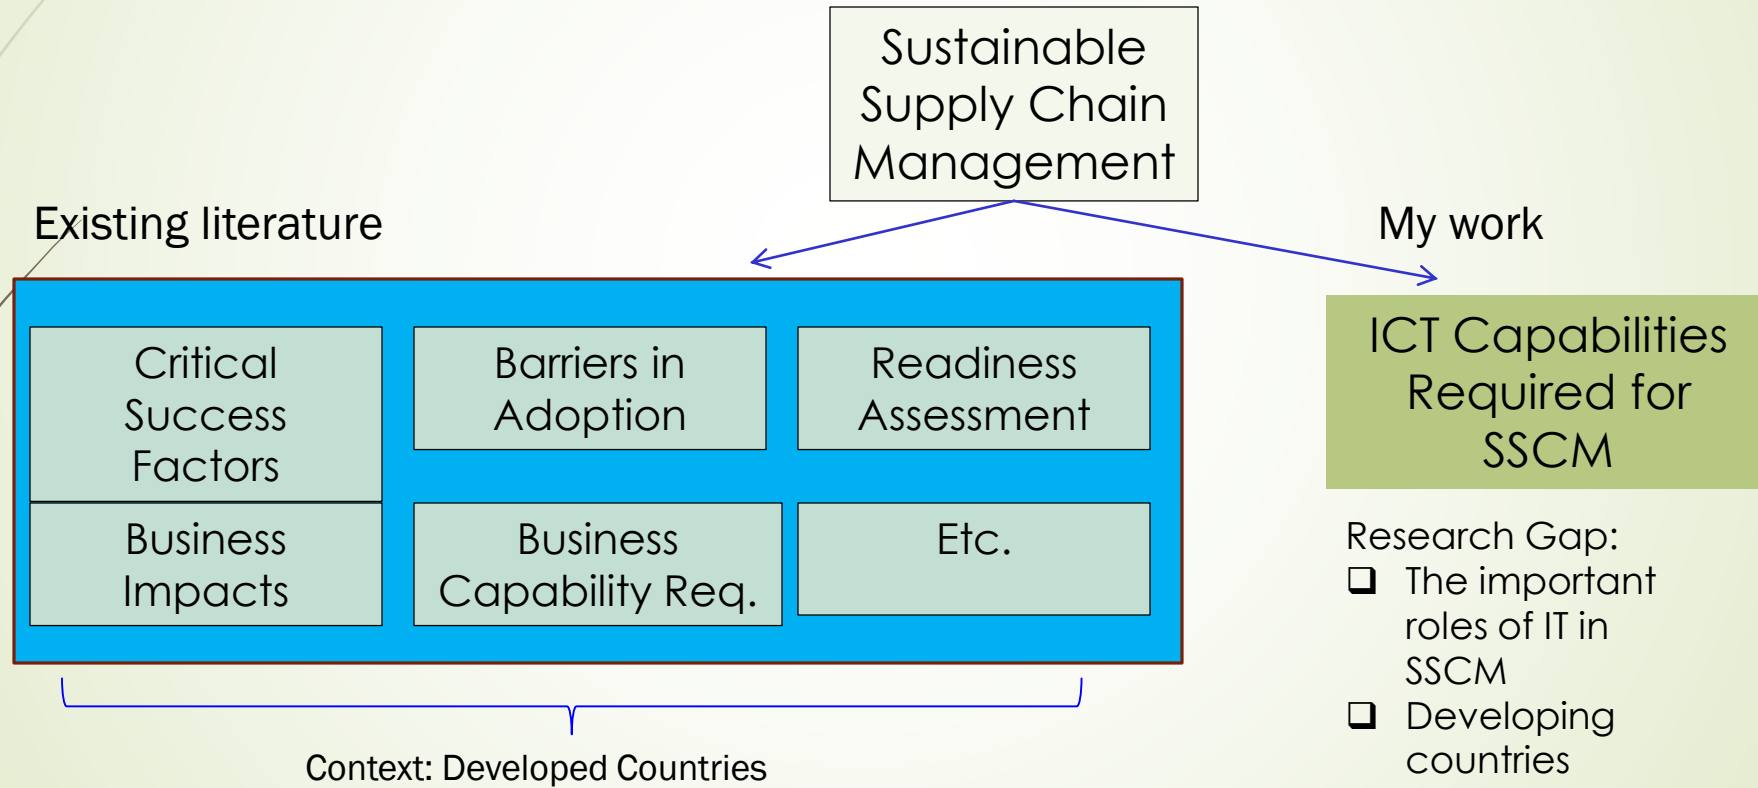 Sustainable
Supply Chain
Management
Existing literature
My work
Critical
Success
Factors
Barriers in
Adoption
Readiness
Assessment
Business
Impacts
Business
Capability Req.
Etc.
Context: Developed Countries
ICT Capabilities
Required for
SSCM
Research Gap:
❑ The important
roles of IT in
SSCM
❑ Developing
countries